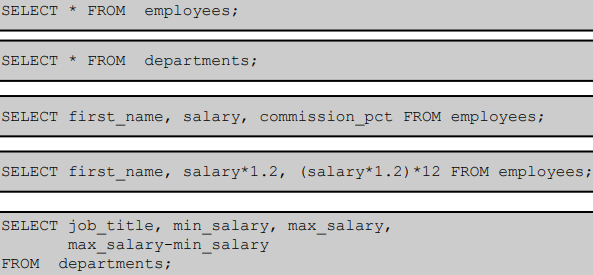 SELECT * FROM  employees;
SELECT * FROM  departments;
SELECT first_name, salary, commission_pct FROM employees;
SELECT first_name, salary*1.2, (salary*1.2)*12 FROM employees;
SELECT job_title, min_salary, max_salary,
       max_salary-min_salary
FROM  departments;